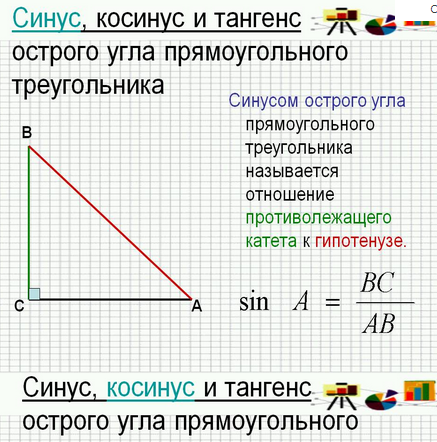 Синус, косинус и тангенс
острого угла прямоугольного
треугольника
Синусом острого угла
прямоугольного
треугольника
называется
отношение
противолежащего
катета к гипотенузе.
B
C
A
sin A = BC / AB
Синус, косинус и тангенс
острого угла прямоугольного